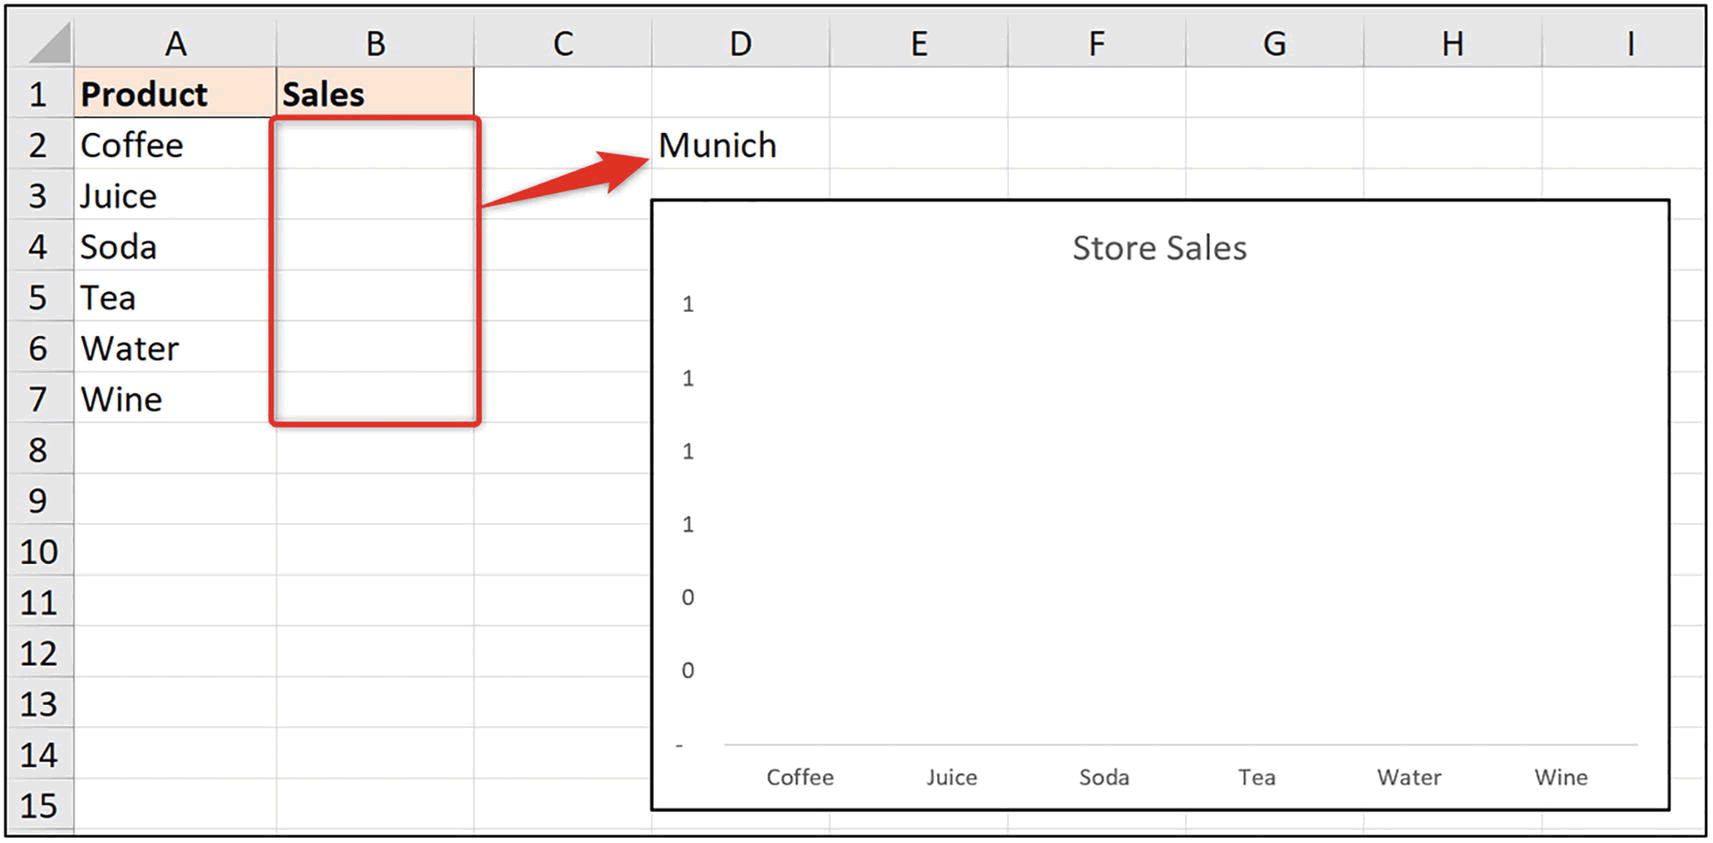 A B C D E F G H I
1 Product Sales
2 Coffee Munich
3 Juice
4 Soda
5 Tea
6 Water
7 Wine
8
9
10
11
12
13
14
15
Store Sales
1
1
1
1
0
0
-
Coffee Juice Soda Tea Water Wine